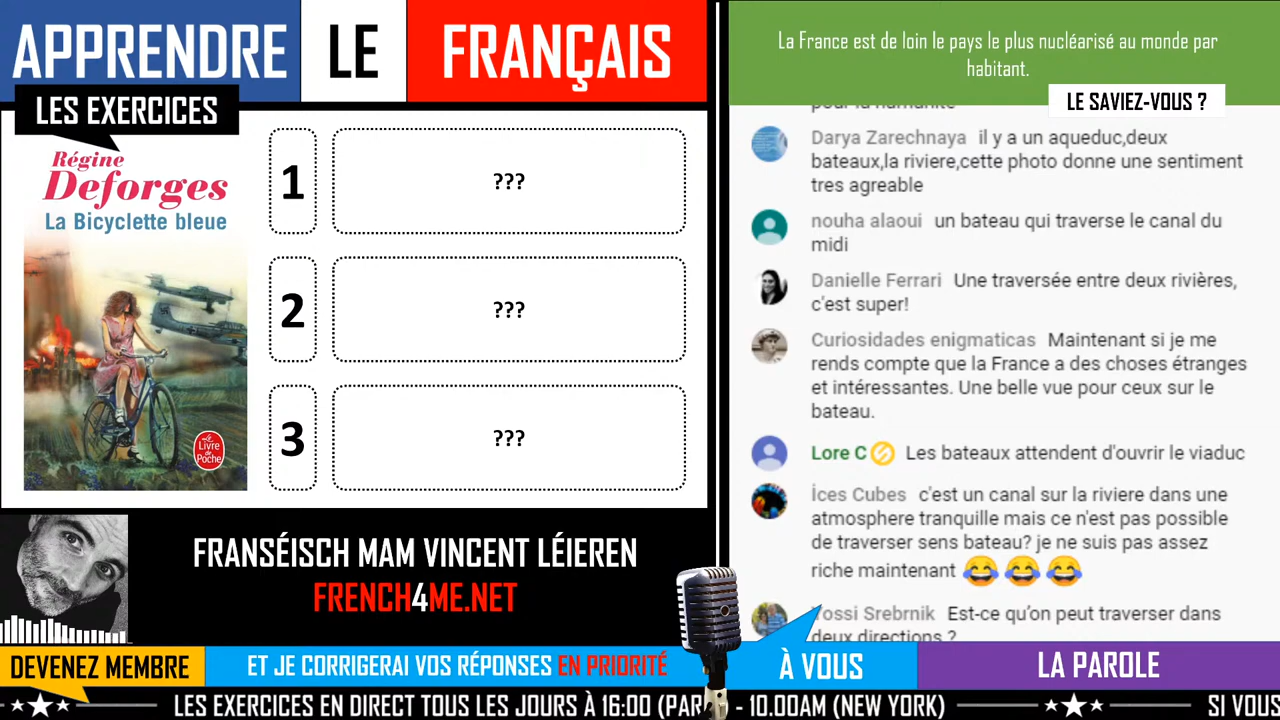 APPRENDRE LE FRANÇAIS
LES EXERCICES
Régine
Deforges
La Bicyclette bleue
Le
Livre
de
Poche
1
???
2
???
3
???
FRANSÉISCH MAM VINCENT LÉIEREN
FRENCH4ME.NET
DEVENEZ MEMBRE
ET JE CORRIGERAI VOS RÉPONSES EN PRIORITÉ
La France est de loin le pays le plus nucléarisé au monde par
habitant.
LE SAVIEZ-VOUS ?
pour la humanité
Darya Zarechnaya il y a un aqueduc,deux
bateaux,la riviere,cette photo donne une sentiment
tres agreable
nouha alaoui un bateau qui traverse le canal du
midi
Danielle Ferrari Une traversée entre deux rivières,
c'est super!
Curiosidades enigmaticas Maintenant si je me
rends compte que la France a des choses étranges
et intéressantes. Une belle vue pour ceux sur le
bateau.
Lore C Les bateaux attendent d'ouvrir le viaduc
İces Cubes c'est un canal sur la riviere dans une
atmosphere tranquille mais ce n'est pas possible
de traverser sens bateau? je ne suis pas assez
riche maintenant 😂😂😂
Yossi Srebrnik Est-ce qu'on peut traverser dans
deux directions ?
À VOUS
LA PAROLE
LES EXERCICES EN DIRECT TOUS LES JOURS À 16:00 (PAR - 10.00AM (NEW YORK)
SI VOUS